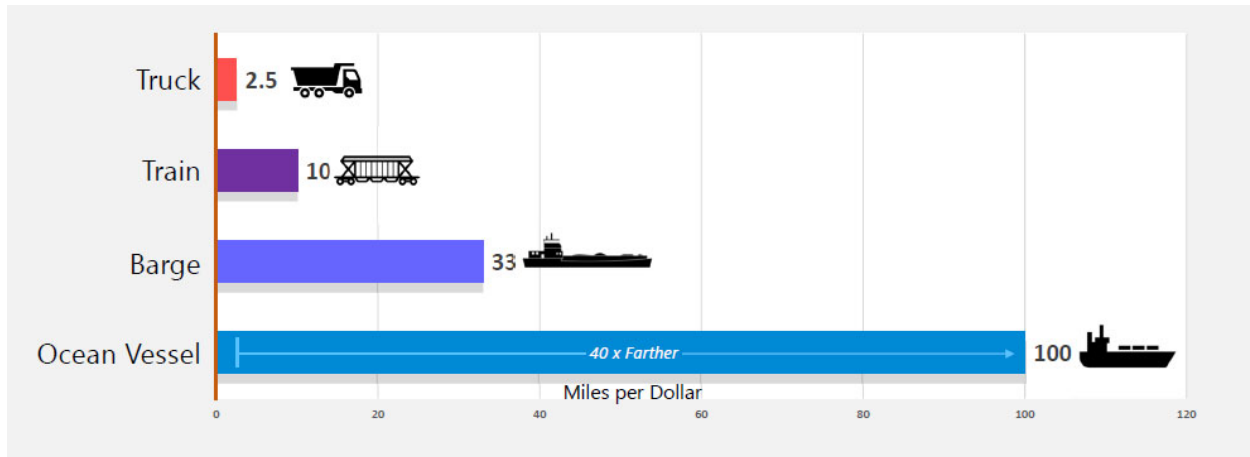 Truck 2.5
Train 10
Barge 33
Ocean Vessel 40 x Farther 100
Miles per Dollar
0 20 40 60 80 100 120